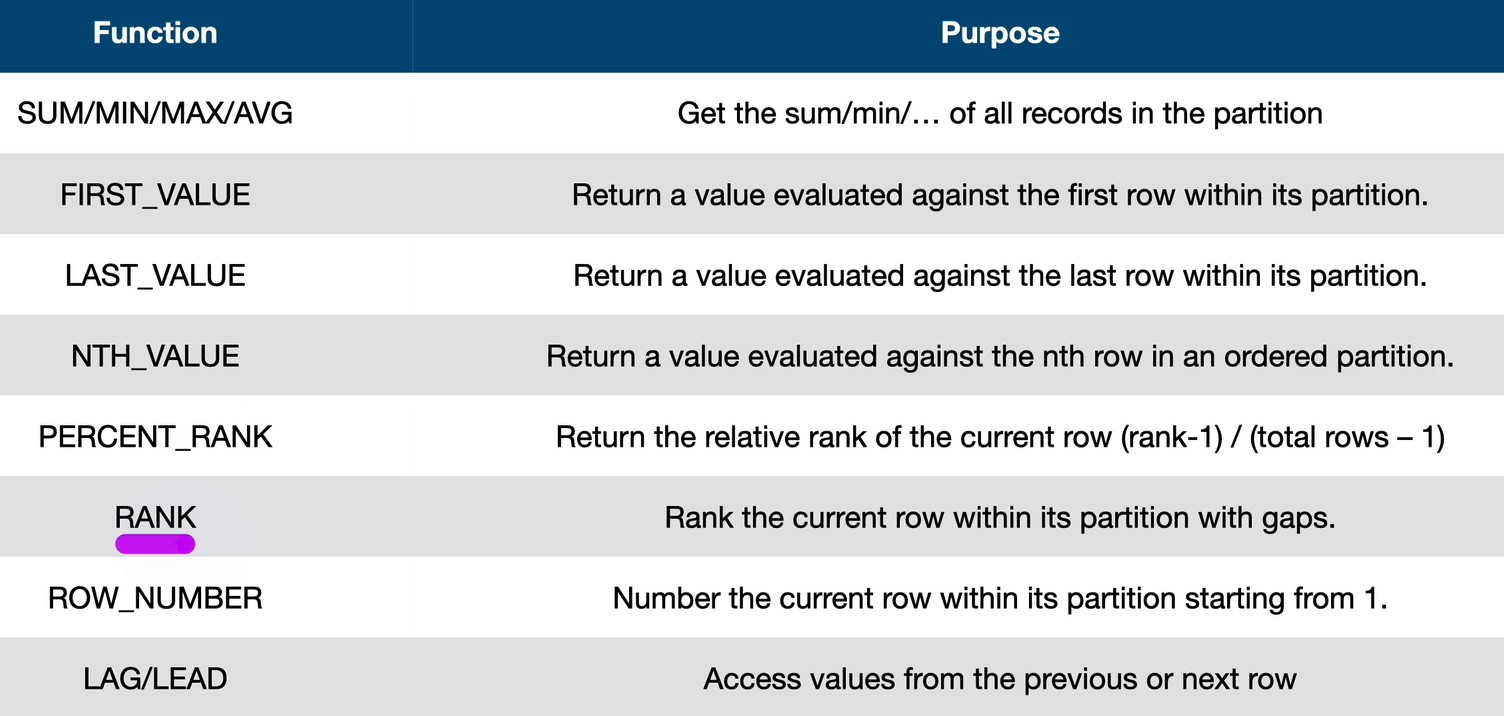 Function Purpose
SUM/MIN/MAX/AVG Get the sum/min/… of all records in the partition
FIRST_VALUE Return a value evaluated against the first row within its partition.
LAST_VALUE Return a value evaluated against the last row within its partition.
NTH_VALUE Return a value evaluated against the nth row in an ordered partition.
PERCENT_RANK Return the relative rank of the current row (rank-1) / (total rows – 1)
RANK Rank the current row within its partition with gaps.
ROW_NUMBER Number the current row within its partition starting from 1.
LAG/LEAD Access values from the previous or next row